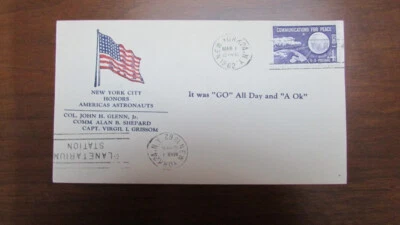 COMMUNICATIONS FOR PEACE
NEW YORK CITY
HONORS
AMERICAS ASTRONAUTS
COL. JOHN H. GLENN, Jr.
COMM. ALAN B. SHEPARD
CAPT. VIRGIL I. GRISSOM
It was "GO" All Day and "A Ok"
PLANETARIUM
STATION